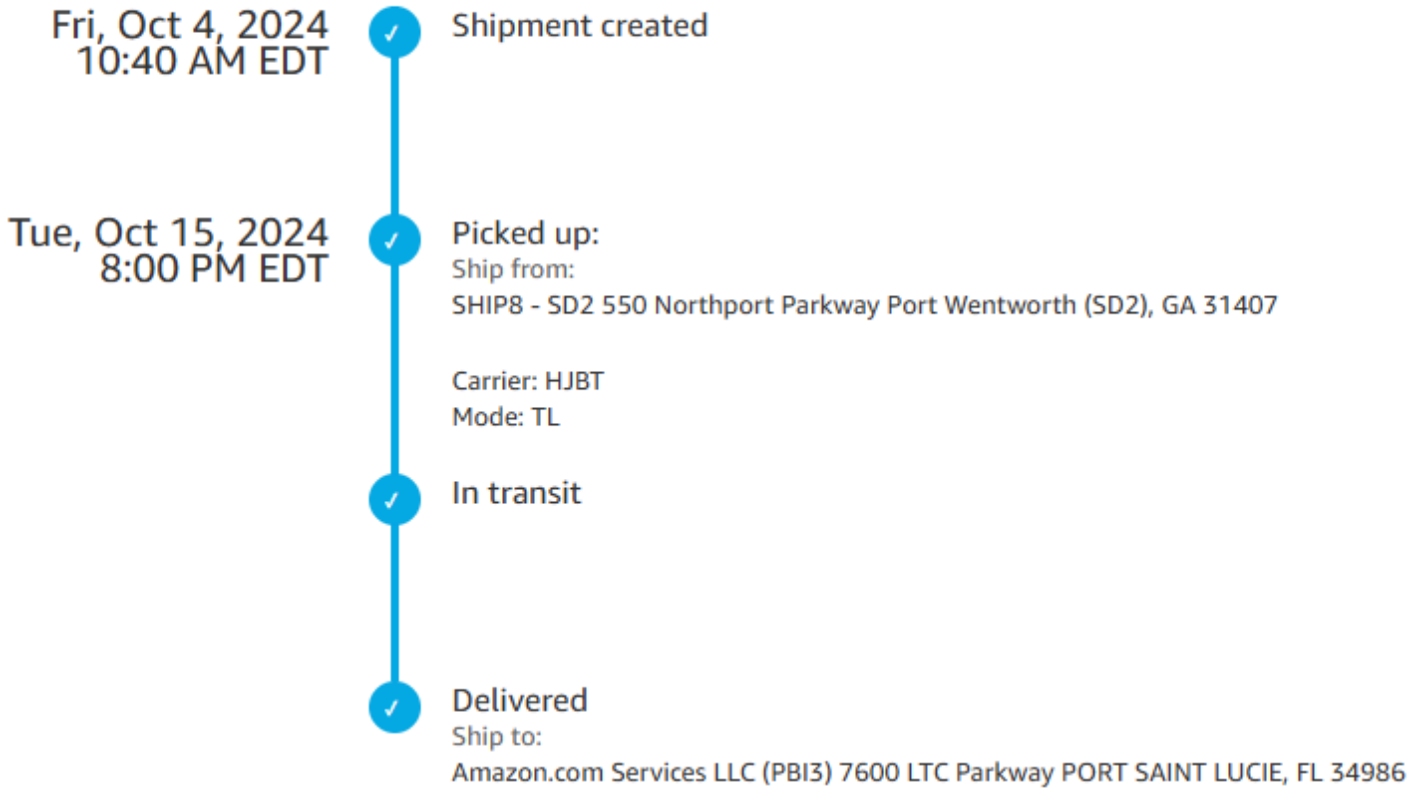 Fri, Oct 4, 2024
10:40 AM EDT
Shipment created
Tue, Oct 15, 2024
8:00 PM EDT
Picked up:
Ship from:
SHIP8 - SD2 550 Northport Parkway Port Wentworth (SD2), GA 31407
Carrier: HJBT
Mode: TL
In transit
Delivered
Ship to:
Amazon.com Services LLC (PBI3) 7600 LTC Parkway PORT SAINT LUCIE, FL 34986